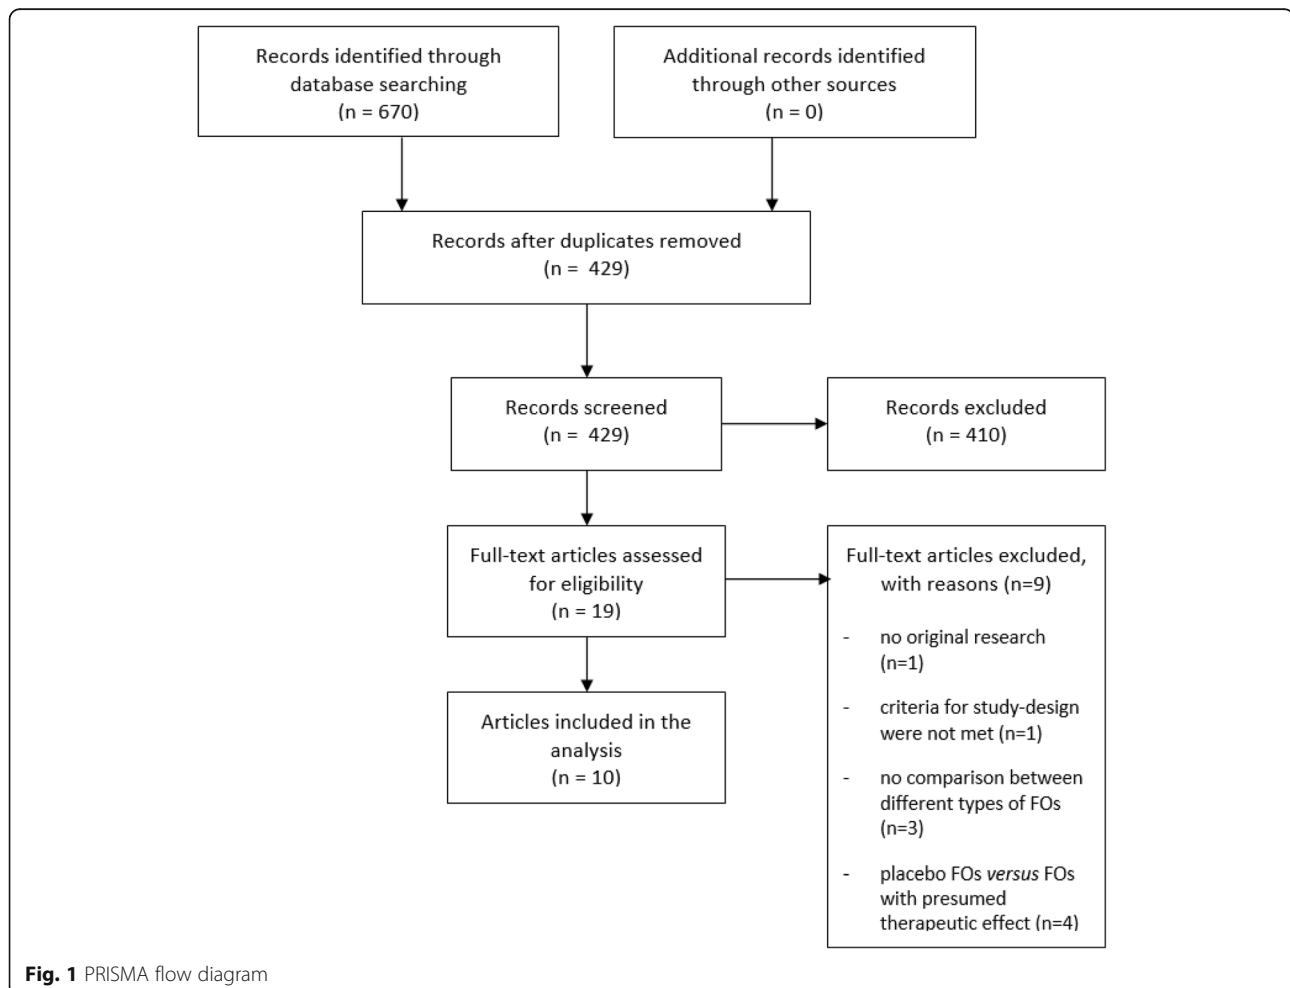 Records identified through
database searching
(n = 670)
Additional records identified
through other sources
(n = 0)
Records after duplicates removed
(n = 429)
Records screened
(n = 429)
Records excluded
(n = 410)
Full-text articles assessed
for eligibility
(n = 19)
Full-text articles excluded,
with reasons (n=9)
- no original research
(n=1)
- criteria for study-design
were not met (n=1)
- no comparison between
different types of FOs
(n=3)
- placebo FOs versus FOs
with presumed
therapeutic effect (n=4)
Articles included in the
analysis
(n = 10)
Fig. 1 PRISMA flow diagram